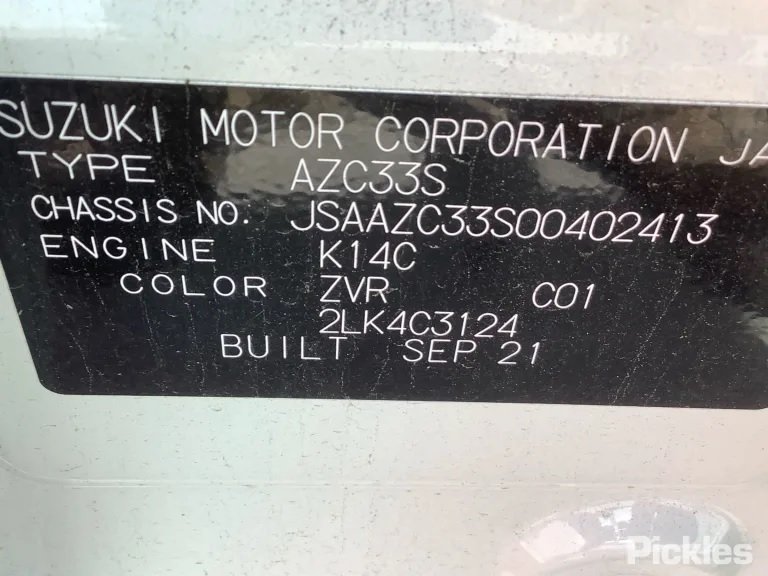 SUZUKI MOTOR CORPORATION JA
TYPE AZC33S
CHASSIS NO. JSAAZC33S00402413
ENGINE K14C
COLOR ZVR C01
2LK4C3124
BUILT SEP 21
Pickles